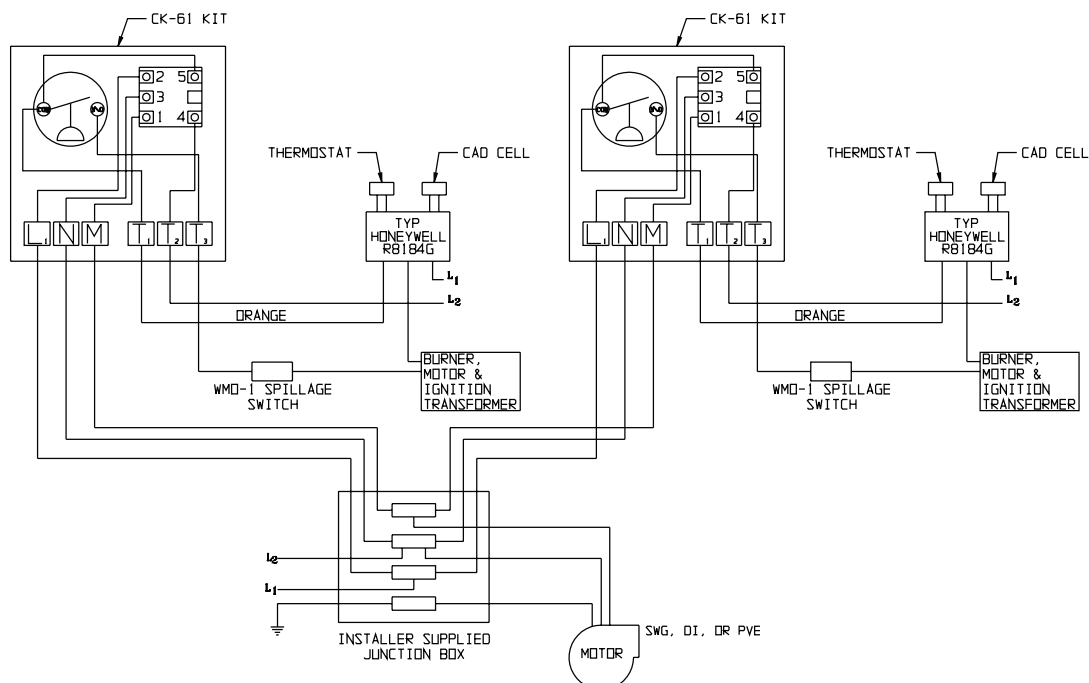 CK-61 KIT
2 5
3
1 4
COM
N.O.
L₁ N M T₁ T₂ T₃
THERMOSTAT
CAD CELL
TYP
HONEYWELL
R8184G
L₁
L₂
ORANGE
WMO-1 SPILLAGE
SWITCH
BURNER,
MOTOR &
IGNITION
TRANSFORMER
CK-61 KIT
2 5
3
1 4
COM
N.O.
L₁ N M T₁ T₂ T₃
THERMOSTAT
CAD CELL
TYP
HONEYWELL
R8184G
L₁
L₂
ORANGE
WMO-1 SPILLAGE
SWITCH
BURNER,
MOTOR &
IGNITION
TRANSFORMER
L₂
L₁
INSTALLER SUPPLIED
JUNCTION BOX
MOTOR
SWG, DI, OR PVE